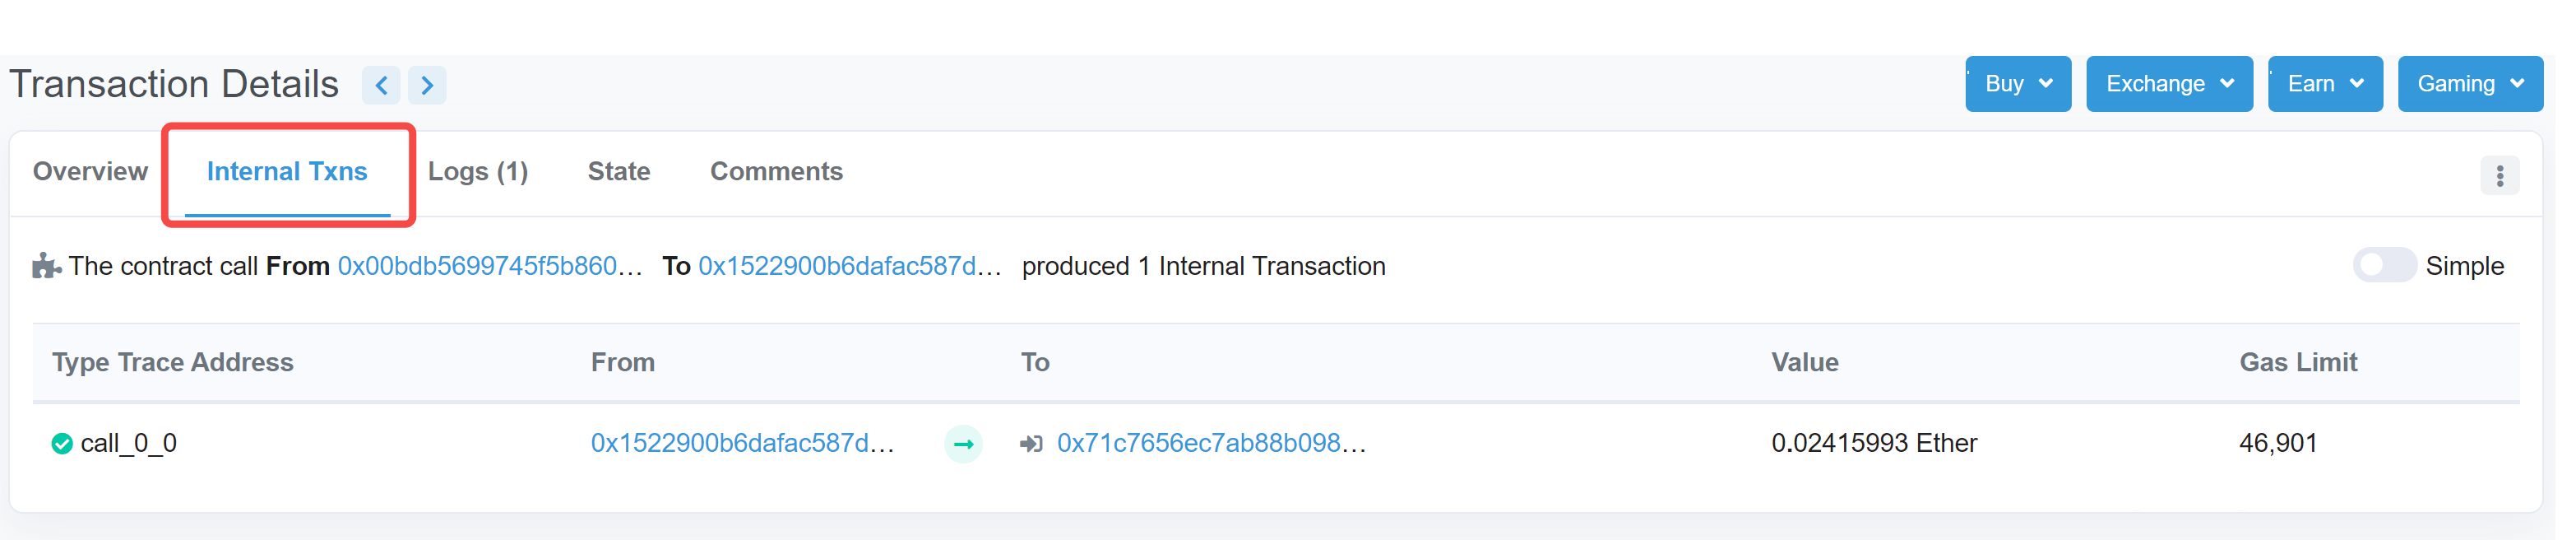 Transaction Details
Buy Exchange Earn Gaming
Overview Internal Txns Logs (1) State Comments
The contract call From 0x00bdb5699745f5b860... To 0x1522900b6dafac587d... produced 1 Internal Transaction
Simple
Type Trace Address From To Value Gas Limit
call_0_0 0x1522900b6dafac587d... 0x71c7656ec7ab88b098... 0.02415993 Ether 46,901